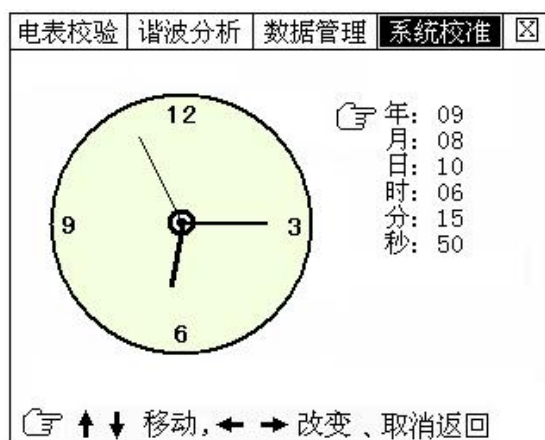 电表校验 谐波分析 数据管理 系统校准
12
9
3
6
年: 09
月: 08
日: 10
时: 06
分: 15
秒: 50
移动, 改变、取消返回